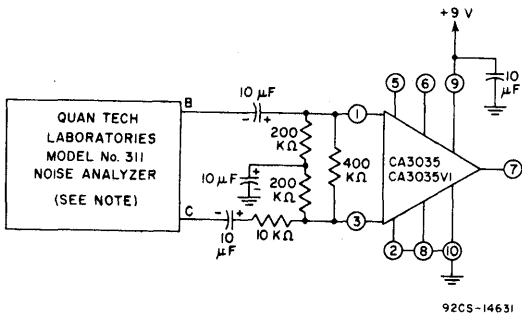 +9 V
10
µF
5
6
9
B
10 µF
- +
1
QUAN TECH
LABORATORIES
MODEL No. 311
NOISE ANALYZER
(SEE NOTE)
200
KΩ
400
KΩ
CA3035
CA3035V1
7
10 µF
+
-
200
KΩ
C
- +
10
µF
10 KΩ
3
2
8
10
92CS-14631